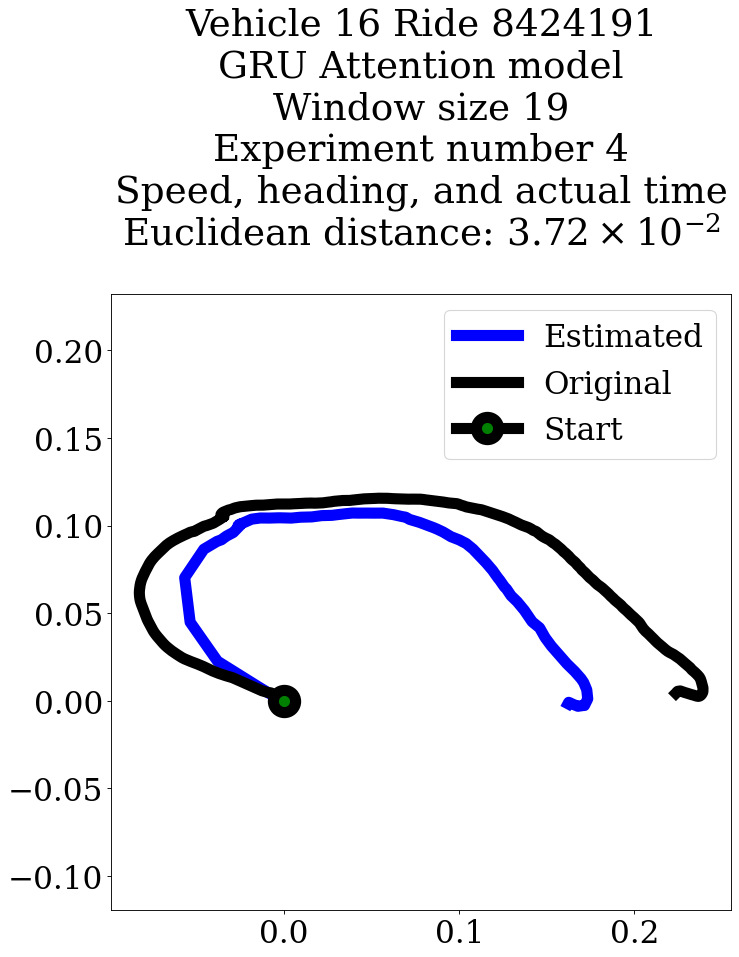 Vehicle 16 Ride 8424191
GRU Attention model
Window size 19
Experiment number 4
Speed, heading, and actual time
Euclidean distance: 3.72 × 10⁻²
Estimated
Original
Start
0.20
0.15
0.10
0.05
0.00
−0.05
−0.10
0.0 0.1 0.2